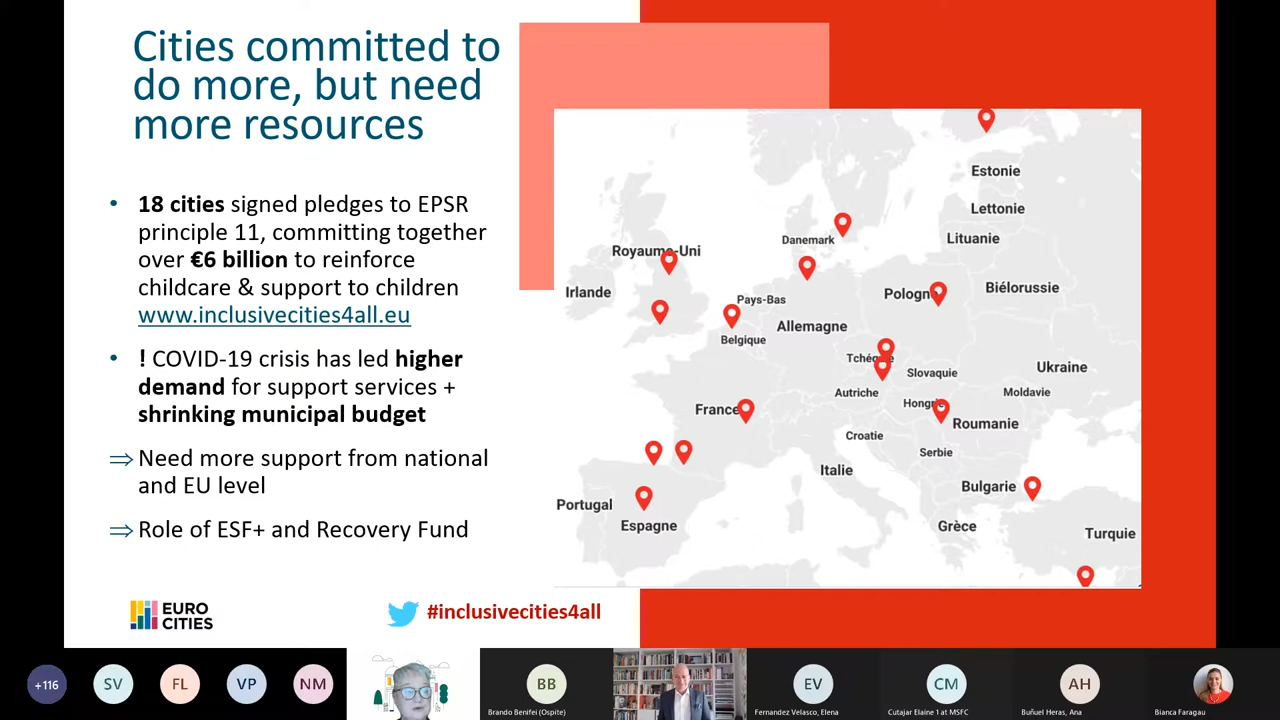 Cities committed to
do more, but need
more resources
• 18 cities signed pledges to EPSR
principle 11, committing together
over €6 billion to reinforce
childcare & support to children
www.inclusivecities4all.eu
• ! COVID-19 crisis has led higher
demand for support services +
shrinking municipal budget
⇒ Need more support from national
and EU level
⇒ Role of ESF+ and Recovery Fund
EURO
CITIES
#inclusivecities4all
Estonie
Lettonie
Danemark
Lituanie
Royaume-Uni
Irlande
Biélorussie
Pologne
Pays-Bas
Allemagne
Belgique
Tchéquie
Slovaquie
Ukraine
Autriche
Moldavie
Hongrie
France
Roumanie
Croatie
Serbie
Italie
Bulgarie
Portugal
Espagne
Grèce
Turquie
+116
SV
FL
VP
NM
BB
Brando Benifei (Ospite)
EV
Fernandez Velasco, Elena
CM
Cutajar Elaine 1 at MSFC
AH
Buñuel Heras, Ana
Bianca Faragau